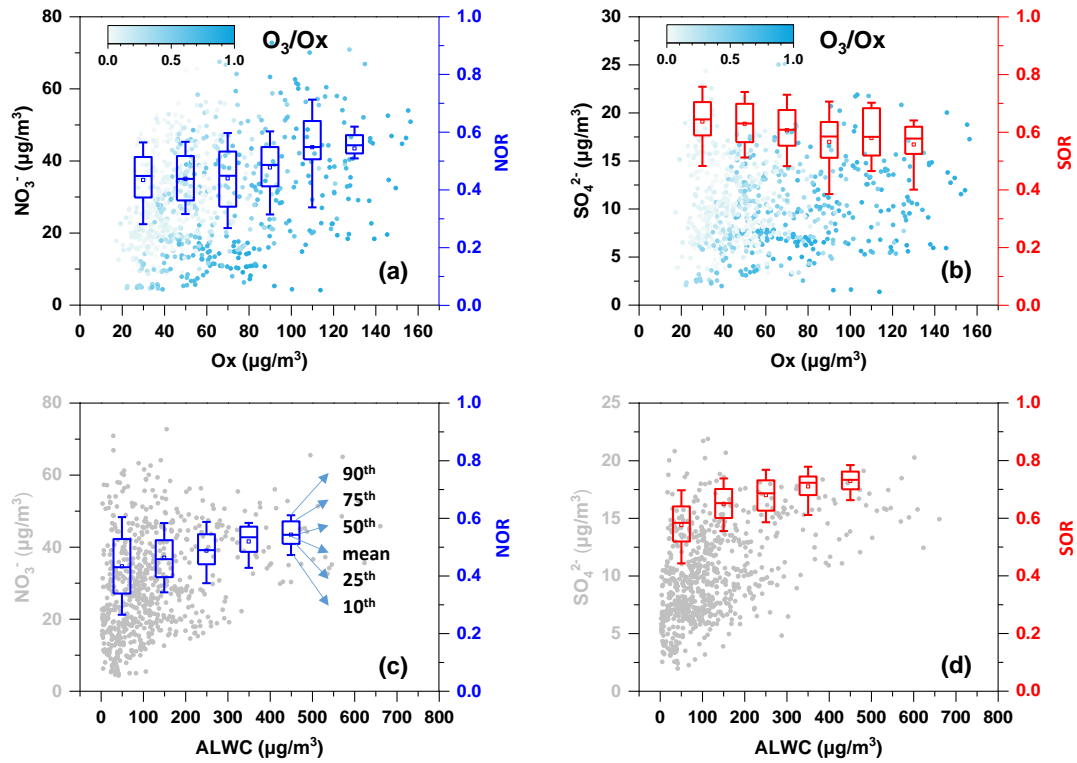 O₃/Ox
0.0 0.5 1.0
NO₃⁻ (μg/m³)
0 20 40 60 80
NOR
0.0 0.2 0.4 0.6 0.8 1.0
(a)
0 20 40 60 80 100 120 140 160
Ox (μg/m³)
O₃/Ox
0.0 0.5 1.0
SO₄²⁻ (μg/m³)
0 5 10 15 20 25 30
SOR
0.0 0.2 0.4 0.6 0.8 1.0
(b)
0 20 40 60 80 100 120 140 160
Ox (μg/m³)
NO₃⁻ (μg/m³)
0 20 40 60 80
NOR
0.0 0.2 0.4 0.6 0.8 1.0
90th
75th
50th
mean
25th
10th
(c)
0 100 200 300 400 500 600 700 800
ALWC (μg/m³)
SO₄²⁻ (μg/m³)
0 5 10 15 20 25
SOR
0.0 0.2 0.4 0.6 0.8 1.0
(d)
0 100 200 300 400 500 600 700 800
ALWC (μg/m³)